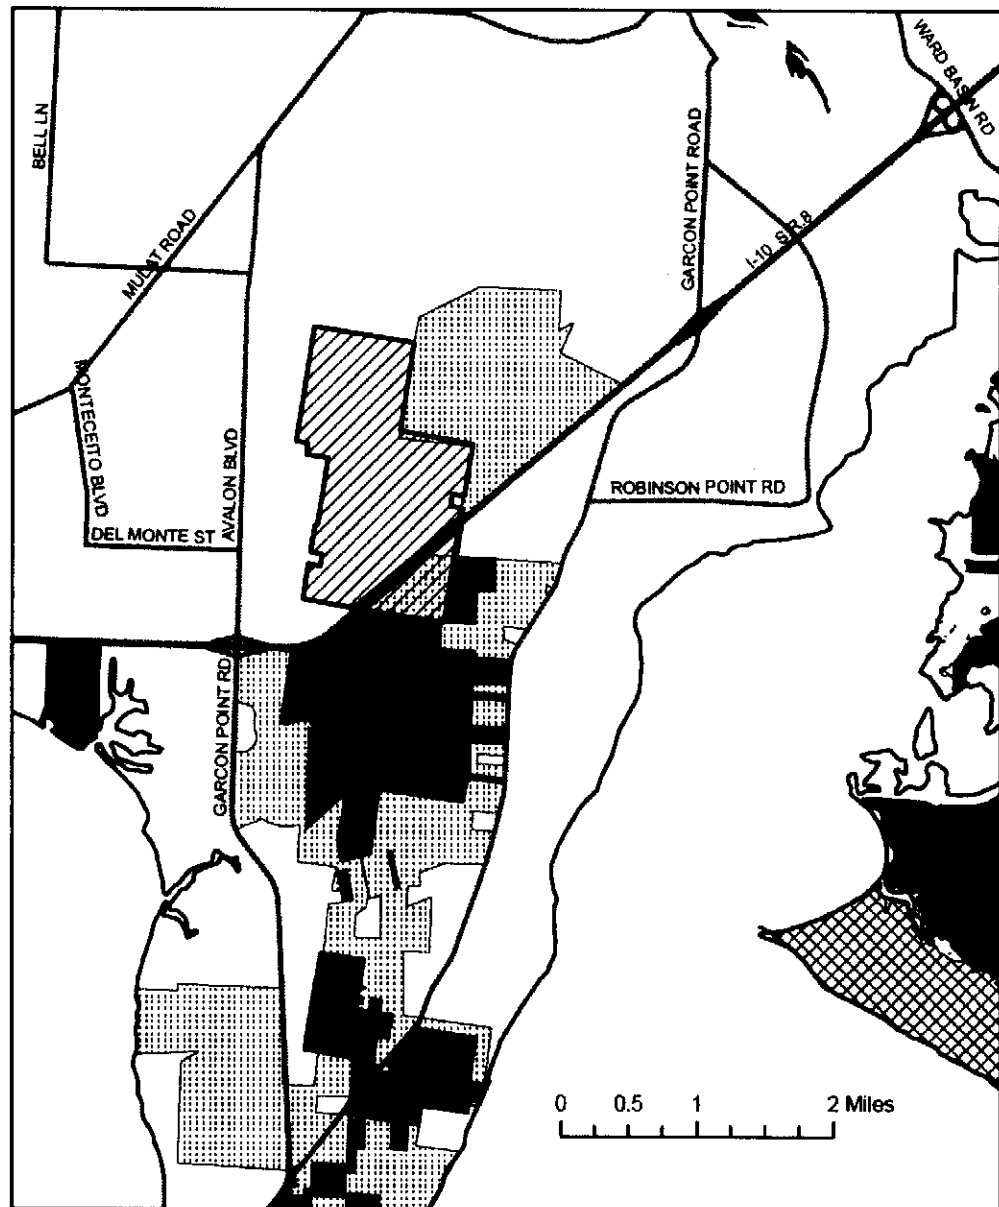 WARD BASIN RD
BELL LN
GARCON POINT ROAD
MULAT ROAD
I-10 S.R.8
MONTECEITO BLVD
AVALON BLVD
ROBINSON POINT RD
DEL MONTE ST
GARCON POINT RD
0 0.5 1 2 Miles